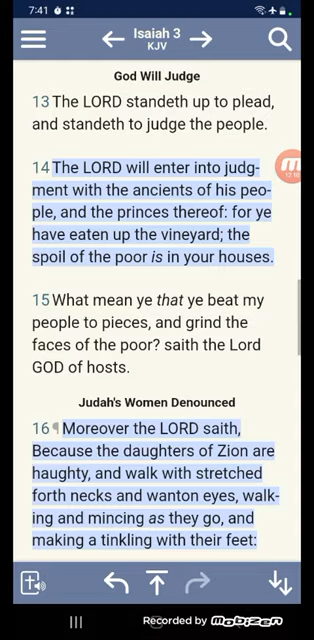 7:41
Isaiah 3
KJV
God Will Judge
13 The LORD standeth up to plead,
and standeth to judge the people.
14 The LORD will enter into judg-
ment with the ancients of his peo-
ple, and the princes thereof: for ye
have eaten up the vineyard; the
spoil of the poor is in your houses.
15 What mean ye that ye beat my
people to pieces, and grind the
faces of the poor? saith the Lord
GOD of hosts.
Judah's Women Denounced
16 ¶ Moreover the LORD saith,
Because the daughters of Zion are
haughty, and walk with stretched
forth necks and wanton eyes, walk-
ing and mincing as they go, and
making a tinkling with their feet:
Recorded by mobizen